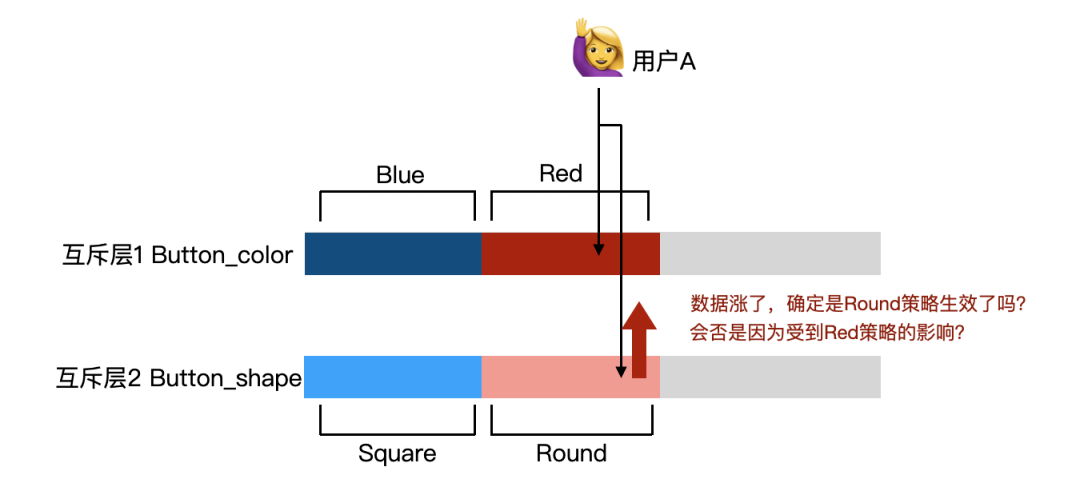 用户A
Blue
Red
互斥层1 Button_color
数据涨了，确定是Round策略生效了吗?
会否是因为受到Red策略的影响?
互斥层2 Button_shape
Square
Round